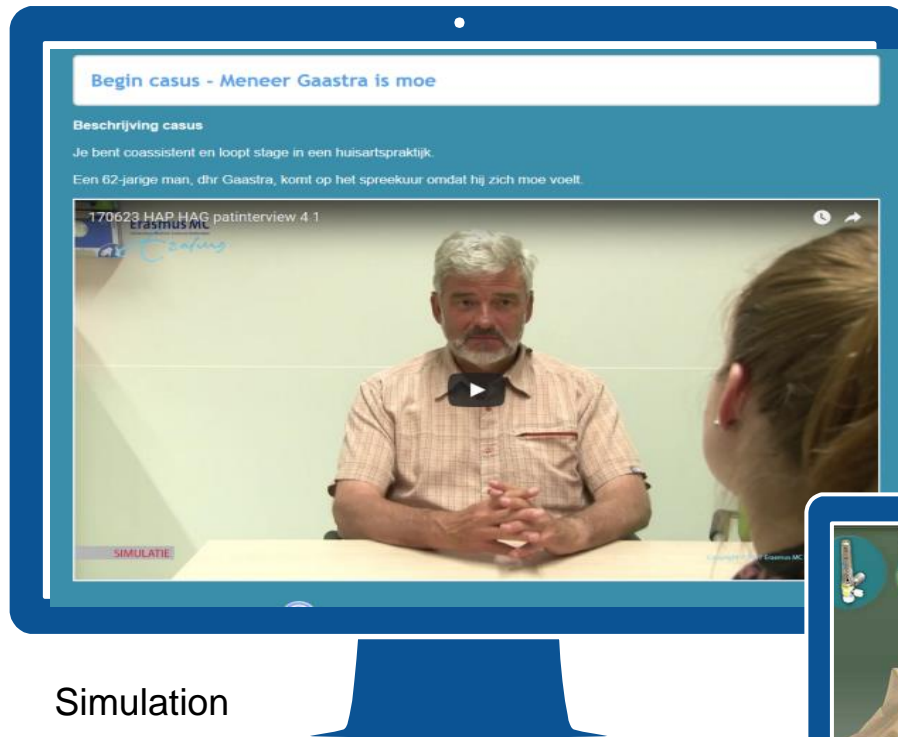 Begin casus - Meneer Gaastra is moe
Beschrijving casus
Je bent coassistent en loopt stage in een huisartspraktijk.
Een 62-jarige man, dhr Gaastra, komt op het spreekuur omdat hij zich moe voelt.
170623 HAP HAG patinterview 4 1
Erasmus MC
SIMULATIE
Erasmus MC
Simulation